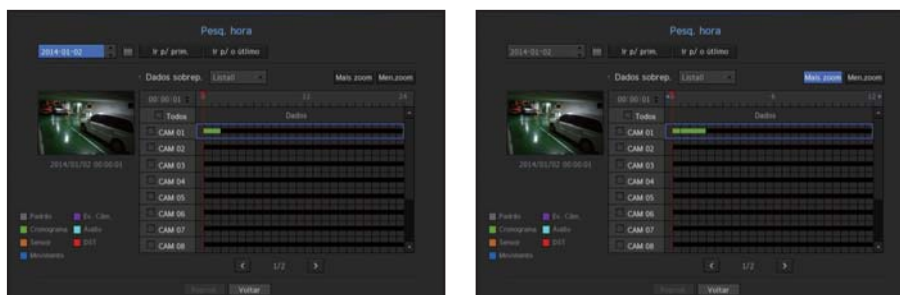 Pesq. hora
2014-01-02 Ir p/ prim. Ir p/ o útlimo
Dados sobrep. Listall Mais zoom Men.zoom
00:00:01 12 24
Todos Dados
CAM 01
CAM 02
2014/01/02 00:00:01 CAM 03
CAM 04
CAM 05
Padrão Ev. Câm. CAM 06
Cronograma Áudio CAM 07
Sensor DST CAM 08
Movimento
1/2
Voltar
Pesq. hora
2014-01-02 Ir p/ prim. Ir p/ o útlimo
Dados sobrep. Listall Mais zoom Men.zoom
00:00:01 6 12
Todos Dados
CAM 01
CAM 02
2014/01/02 00:00:01 CAM 03
CAM 04
CAM 05
Padrão Ev. Câm. CAM 06
Cronograma Áudio CAM 07
Sensor DST CAM 08
Movimento
1/2
Voltar